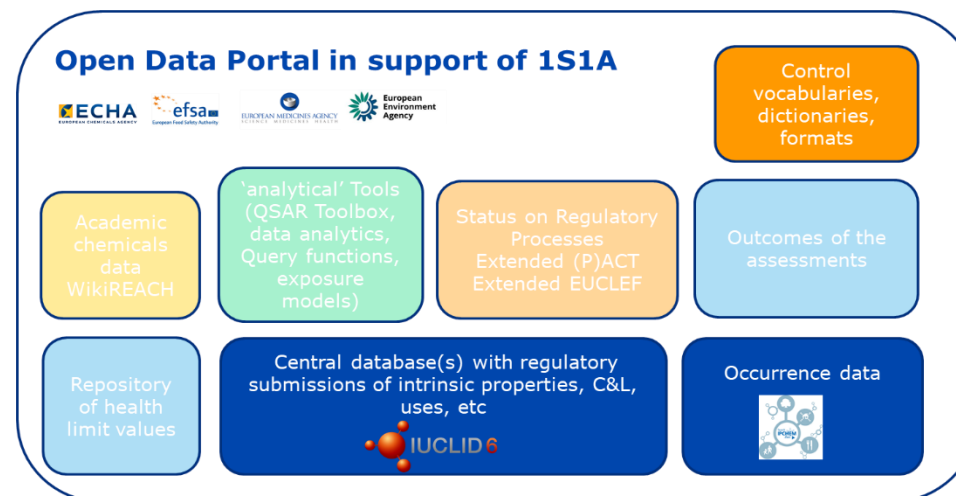 Open Data Portal in support of 1S1A
ECHA
EUROPEAN CHEMICALS AGENCY
efsa
European Food Safety Authority
EUROPEAN MEDICINES AGENCY
SCIENCE MEDICINES HEALTH
European
Environment
Agency
Control
vocabularies,
dictionaries,
formats
Academic
chemicals
data
WikiREACH
‘analytical’ Tools
(QSAR Toolbox,
data analytics,
Query functions,
exposure
models)
Status on Regulatory
Processes
Extended (P)ACT
Extended EUCLEF
Outcomes of the
assessments
Repository
of health
limit values
Central database(s) with regulatory
submissions of intrinsic properties, C&L,
uses, etc
IUCLID 6
Occurrence data